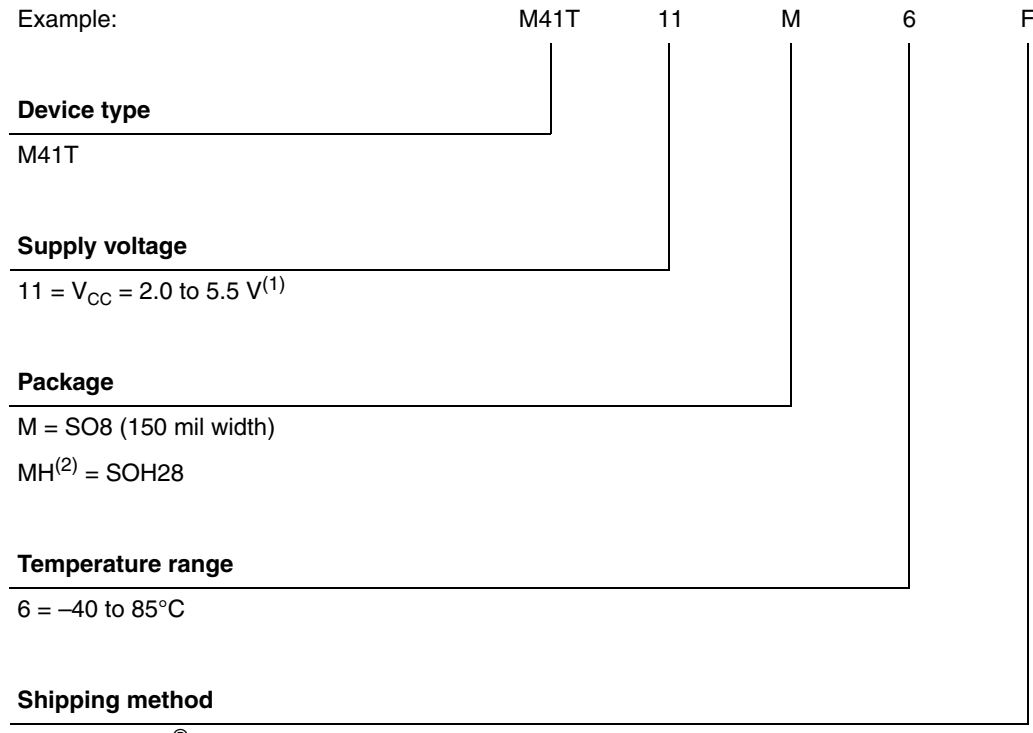 Example: M41T 11 M 6 F
Device type
M41T
Supply voltage
11 = VCC = 2.0 to 5.5 V(1)
Package
M = SO8 (150 mil width)
MH(2) = SOH28
Temperature range
6 = –40 to 85°C
Shipping method